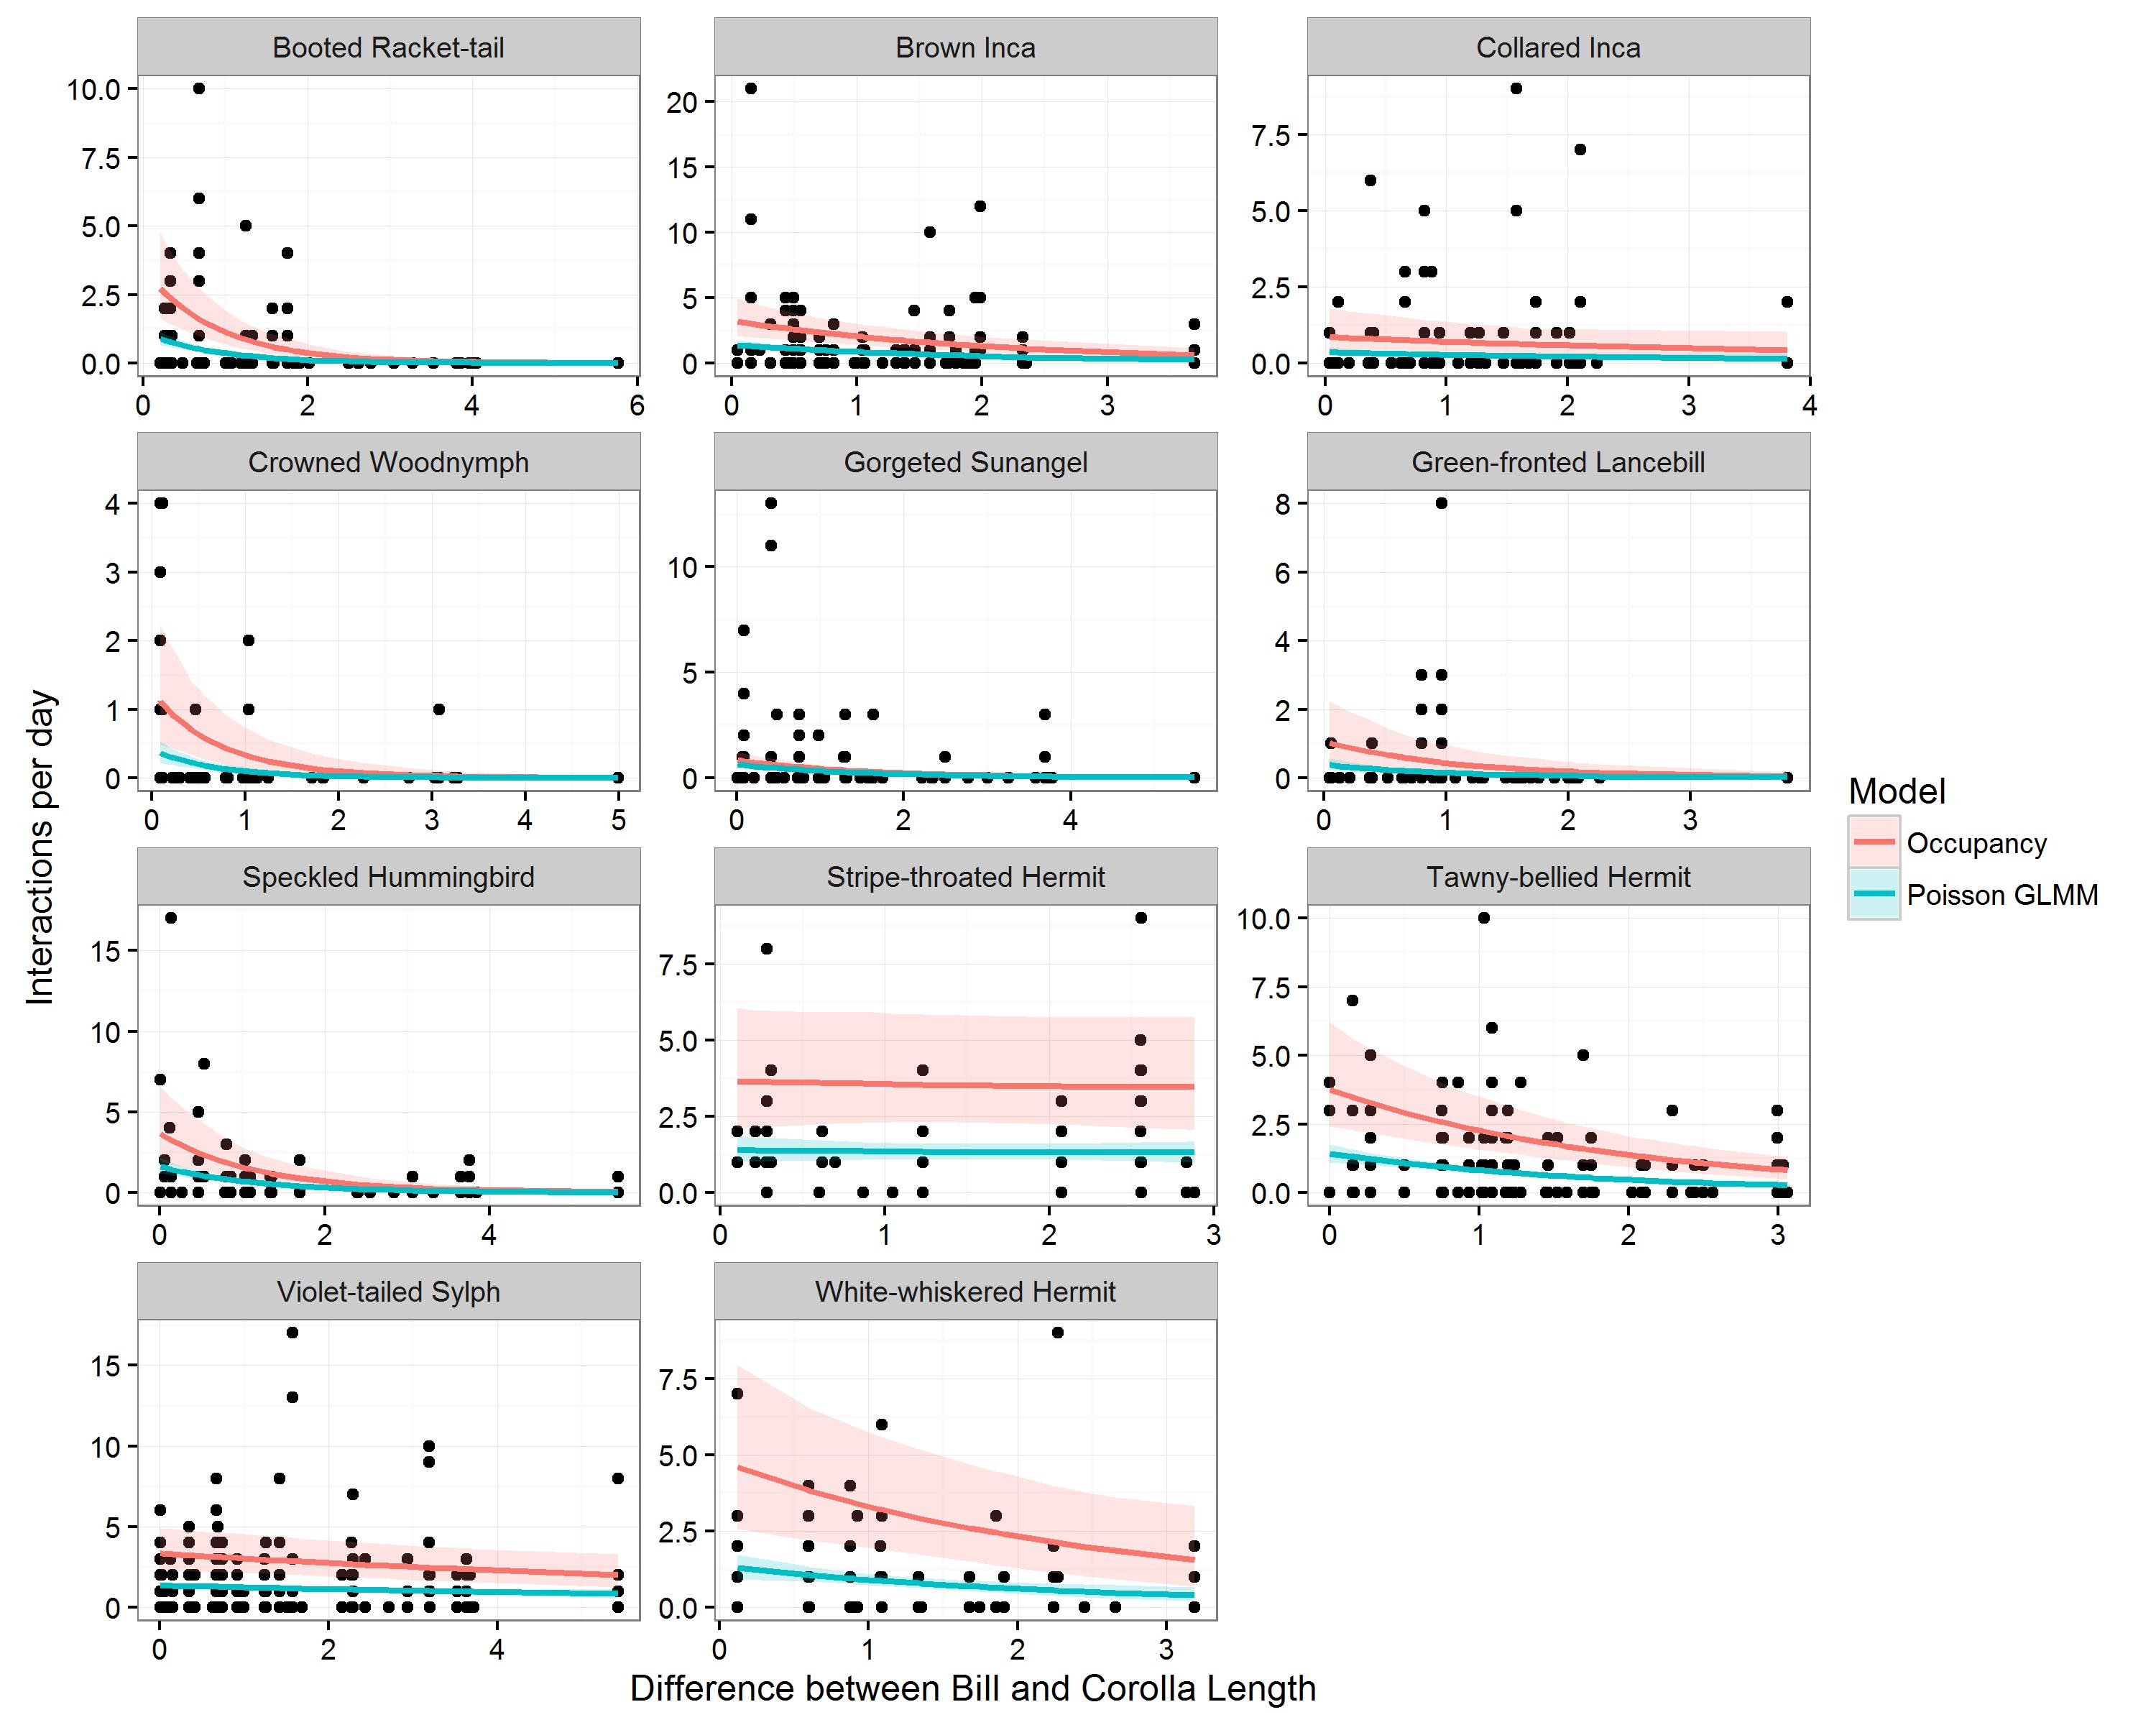 Booted Racket-tail
Brown Inca
Collared Inca
10.0
7.5
5.0
2.5
0.0
0 2 4 6
20
15
10
5
0
0 1 2 3
7.5
5.0
2.5
0.0
0 1 2 3 4
Crowned Woodnymph
Gorgeted Sunangel
Green-fronted Lancebill
4
3
2
1
0
0 1 2 3 4 5
10
5
0
0 2 4
8
6
4
2
0
0 1 2 3
Interactions per day
Model
Occupancy
Poisson GLMM
Speckled Hummingbird
Stripe-throated Hermit
Tawny-bellied Hermit
15
10
5
0
0 2 4
7.5
5.0
2.5
0.0
0 1 2 3
10.0
7.5
5.0
2.5
0.0
0 1 2 3
Violet-tailed Sylph
White-whiskered Hermit
15
10
5
0
0 2 4
7.5
5.0
2.5
0.0
0 1 2 3
Difference between Bill and Corolla Length